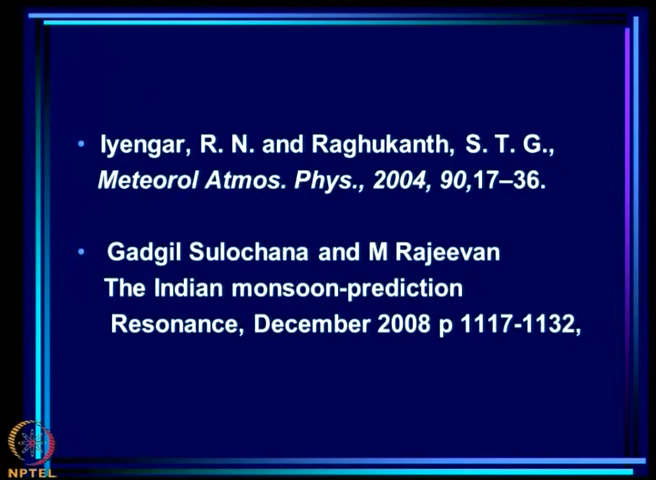 • Iyengar, R. N. and Raghukanth, S. T. G.,
Meteorol Atmos. Phys., 2004, 90,17–36.
• Gadgil Sulochana and M Rajeevan
The Indian monsoon-prediction
Resonance, December 2008 p 1117-1132,
NPTEL